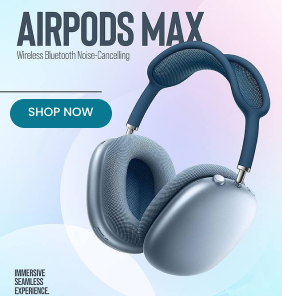 AIRPODS MAX
Wireless Bluetooth Noise-Cancelling
SHOP NOW
IMMERSIVE
SEAMLESS
EXPERIENCE.